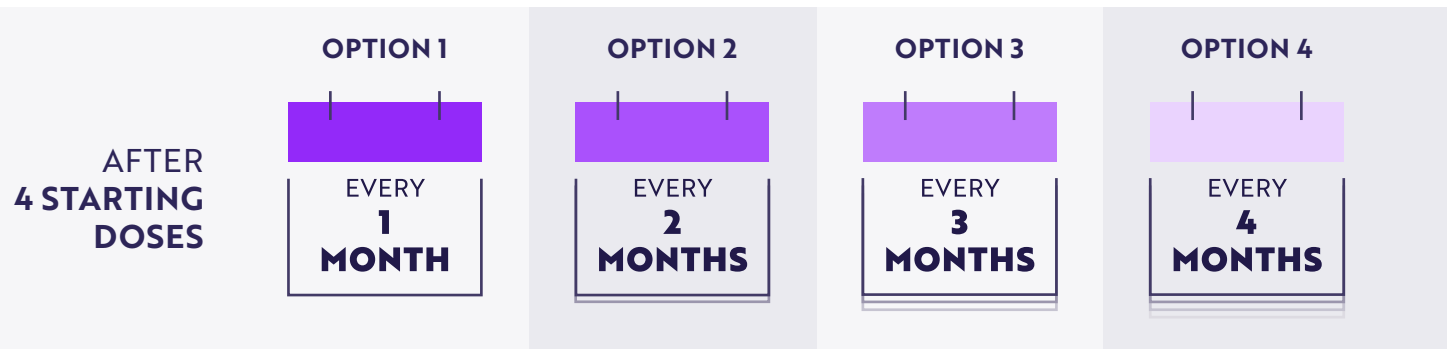 AFTER
4 STARTING
DOSES
OPTION 1
EVERY
1
MONTH
OPTION 2
EVERY
2
MONTHS
OPTION 3
EVERY
3
MONTHS
OPTION 4
EVERY
4
MONTHS